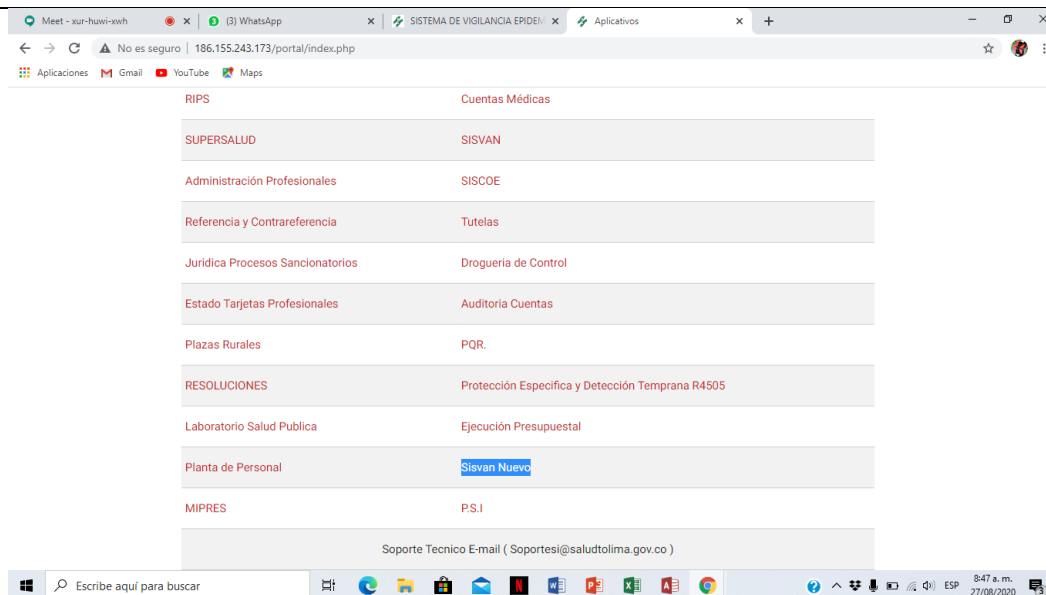 Meet - xur-huwi-xwh
(3) WhatsApp
SISTEMA DE VIGILANCIA EPIDEM
Aplicativos
No es seguro | 186.155.243.173/portal/index.php
Aplicaciones Gmail YouTube Maps
RIPS Cuentas Médicas
SUPERSALUD SISVAN
Administración Profesionales SISCOE
Referencia y Contrareferencia Tutelas
Juridica Procesos Sancionatorios Drogueria de Control
Estado Tarjetas Profesionales Auditoria Cuentas
Plazas Rurales PQR.
RESOLUCIONES Protección Especifica y Detección Temprana R4505
Laboratorio Salud Publica Ejecución Presupuestal
Planta de Personal Sisvan Nuevo
MIPRES P.S.I
Soporte Tecnico E-mail ( Soportesi@saludtolima.gov.co )
Escribe aquí para buscar
ESP
8:47 a. m.
27/08/2020
3